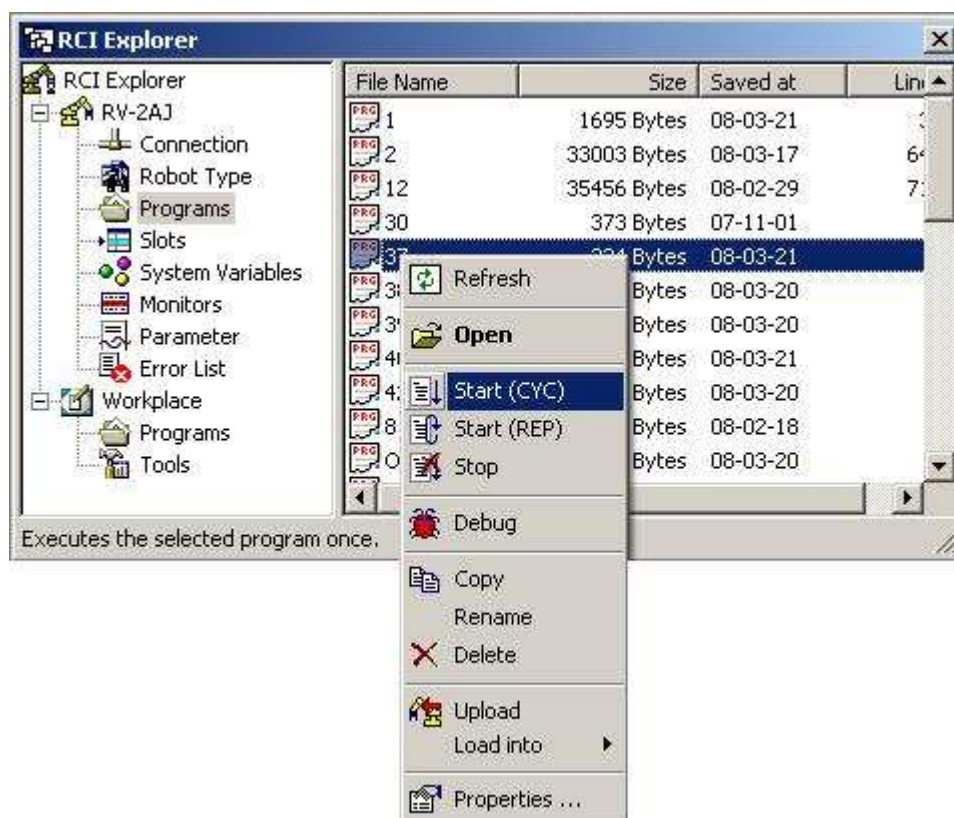 RCI Explorer
RCI Explorer
RV-2AJ
Connection
Robot Type
Programs
Slots
System Variables
Monitors
Parameter
Error List
Workplace
Programs
Tools
File Name Size Saved at
1 1695 Bytes 08-03-21
2 33003 Bytes 08-03-17
12 35456 Bytes 08-02-29
30 373 Bytes 07-11-01
Bytes 08-03-21
Bytes 08-03-20
Bytes 08-03-20
Bytes 08-03-21
Bytes 08-03-20
8 Bytes 08-02-18
Bytes 08-03-20
Refresh
Open
Start (CYC)
Start (REP)
Stop
Debug
Copy
Rename
Delete
Upload
Load into
Properties ...
Executes the selected program once.